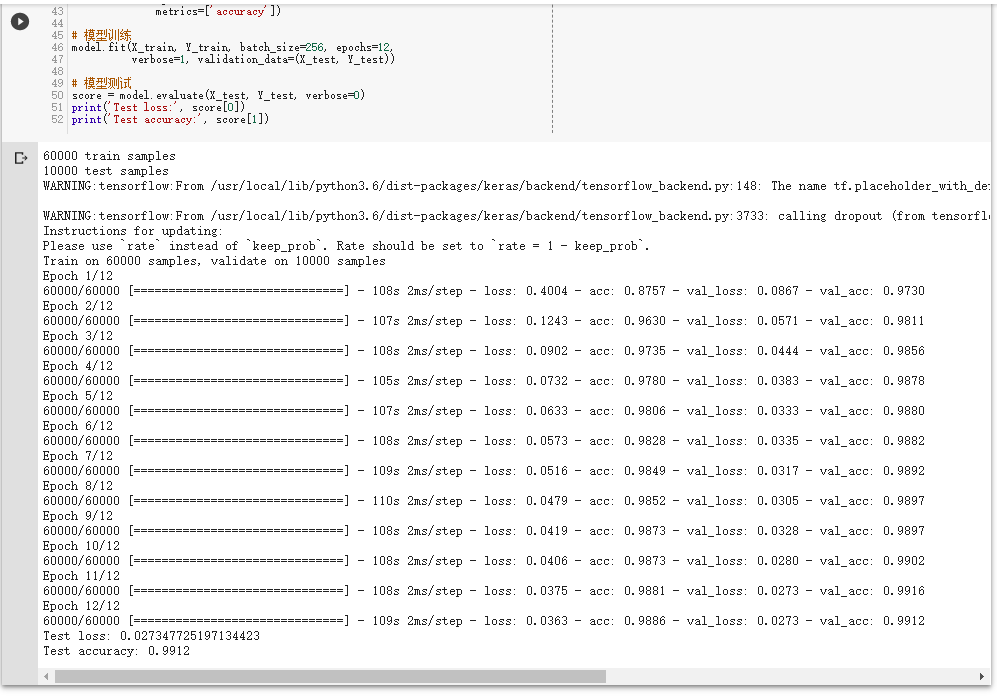 43 metrics=['accuracy'])
44
45 # 模型训练
46 model.fit(X_train, Y_train, batch_size=256, epochs=12,
47 verbose=1, validation_data=(X_test, Y_test))
48
49 # 模型测试
50 score = model.evaluate(X_test, Y_test, verbose=0)
51 print('Test loss:', score[0])
52 print('Test accuracy:', score[1])
60000 train samples
10000 test samples
WARNING:tensorflow:From /usr/local/lib/python3.6/dist-packages/keras/backend/tensorflow_backend.py:148: The name tf.placeholder_with_de
WARNING:tensorflow:From /usr/local/lib/python3.6/dist-packages/keras/backend/tensorflow_backend.py:3733: calling dropout (from tensorfl
Instructions for updating:
Please use `rate` instead of `keep_prob`. Rate should be set to `rate = 1 - keep_prob`.
Train on 60000 samples, validate on 10000 samples
Epoch 1/12
60000/60000 [==============================] - 108s 2ms/step - loss: 0.4004 - acc: 0.8757 - val_loss: 0.0867 - val_acc: 0.9730
Epoch 2/12
60000/60000 [==============================] - 107s 2ms/step - loss: 0.1243 - acc: 0.9630 - val_loss: 0.0571 - val_acc: 0.9811
Epoch 3/12
60000/60000 [==============================] - 108s 2ms/step - loss: 0.0902 - acc: 0.9735 - val_loss: 0.0444 - val_acc: 0.9856
Epoch 4/12
60000/60000 [==============================] - 105s 2ms/step - loss: 0.0732 - acc: 0.9780 - val_loss: 0.0383 - val_acc: 0.9878
Epoch 5/12
60000/60000 [==============================] - 107s 2ms/step - loss: 0.0633 - acc: 0.9806 - val_loss: 0.0333 - val_acc: 0.9880
Epoch 6/12
60000/60000 [==============================] - 108s 2ms/step - loss: 0.0573 - acc: 0.9828 - val_loss: 0.0335 - val_acc: 0.9882
Epoch 7/12
60000/60000 [==============================] - 109s 2ms/step - loss: 0.0516 - acc: 0.9849 - val_loss: 0.0317 - val_acc: 0.9892
Epoch 8/12
60000/60000 [==============================] - 110s 2ms/step - loss: 0.0479 - acc: 0.9852 - val_loss: 0.0305 - val_acc: 0.9897
Epoch 9/12
60000/60000 [==============================] - 108s 2ms/step - loss: 0.0419 - acc: 0.9873 - val_loss: 0.0328 - val_acc: 0.9897
Epoch 10/12
60000/60000 [==============================] - 108s 2ms/step - loss: 0.0406 - acc: 0.9873 - val_loss: 0.0280 - val_acc: 0.9902
Epoch 11/12
60000/60000 [==============================] - 108s 2ms/step - loss: 0.0375 - acc: 0.9881 - val_loss: 0.0273 - val_acc: 0.9916
Epoch 12/12
60000/60000 [==============================] - 109s 2ms/step - loss: 0.0363 - acc: 0.9886 - val_loss: 0.0273 - val_acc: 0.9912
Test loss: 0.027347725197134423
Test accuracy: 0.9912